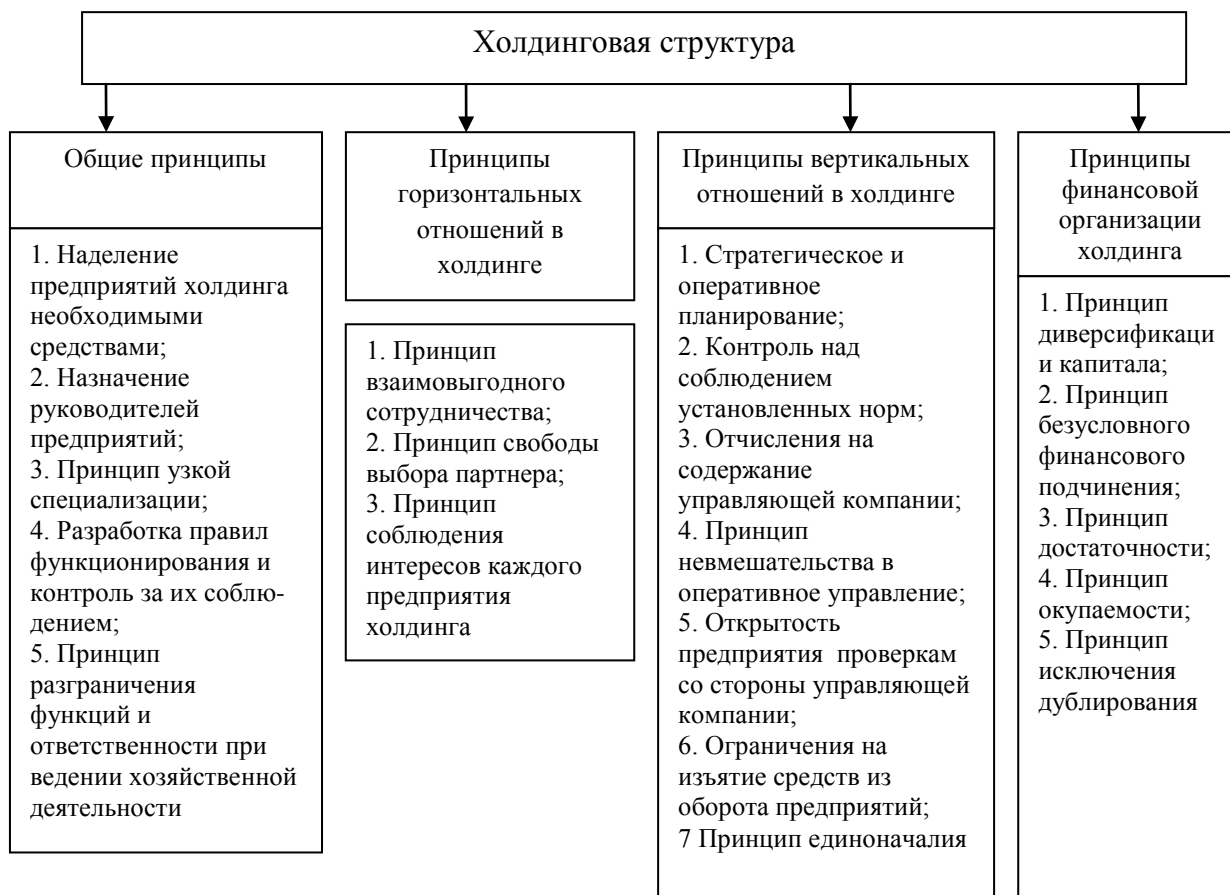 Холдинговая структура
Общие принципы
1. Наделение
предприятий холдинга
необходимыми
средствами;
2. Назначение
руководителей
предприятий;
3. Принцип узкой
специализации;
4. Разработка правил
функционирования и
контроль за их соблю-
дением;
5. Принцип
разграничения
функций и
ответственности при
ведении хозяйственной
деятельности
Принципы
горизонтальных
отношений в
холдинге
1. Принцип
взаимовыгодного
сотрудничества;
2. Принцип свободы
выбора партнера;
3. Принцип
соблюдения
интересов каждого
предприятия
холдинга
Принципы вертикальных
отношений в холдинге
1. Стратегическое и
оперативное
планирование;
2. Контроль над
соблюдением
установленных норм;
3. Отчисления на
содержание
управляющей компании;
4. Принцип
невмешательства в
оперативное управление;
5. Открытость
предприятия проверкам
со стороны управляющей
компании;
6. Ограничения на
изъятие средств из
оборота предприятий;
7 Принцип единоначалия
Принципы
финансовой
организации
холдинга
1. Принцип
диверсификаци
и капитала;
2. Принцип
безусловного
финансового
подчинения;
3. Принцип
достаточности;
4. Принцип
окупаемости;
5. Принцип
исключения
дублирования